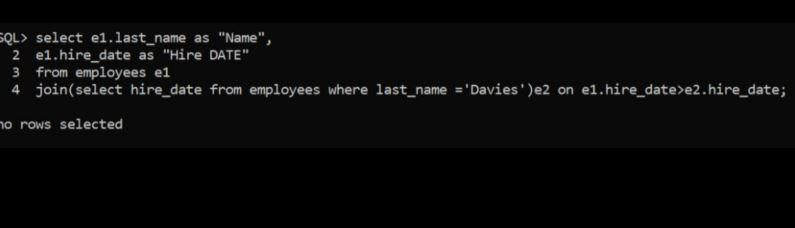 SQL> select e1.last_name as "Name",
2 e1.hire_date as "Hire DATE"
3 from employees e1
4 join(select hire_date from employees where last_name ='Davies')e2 on e1.hire_date>e2.hire_date;
no rows selected